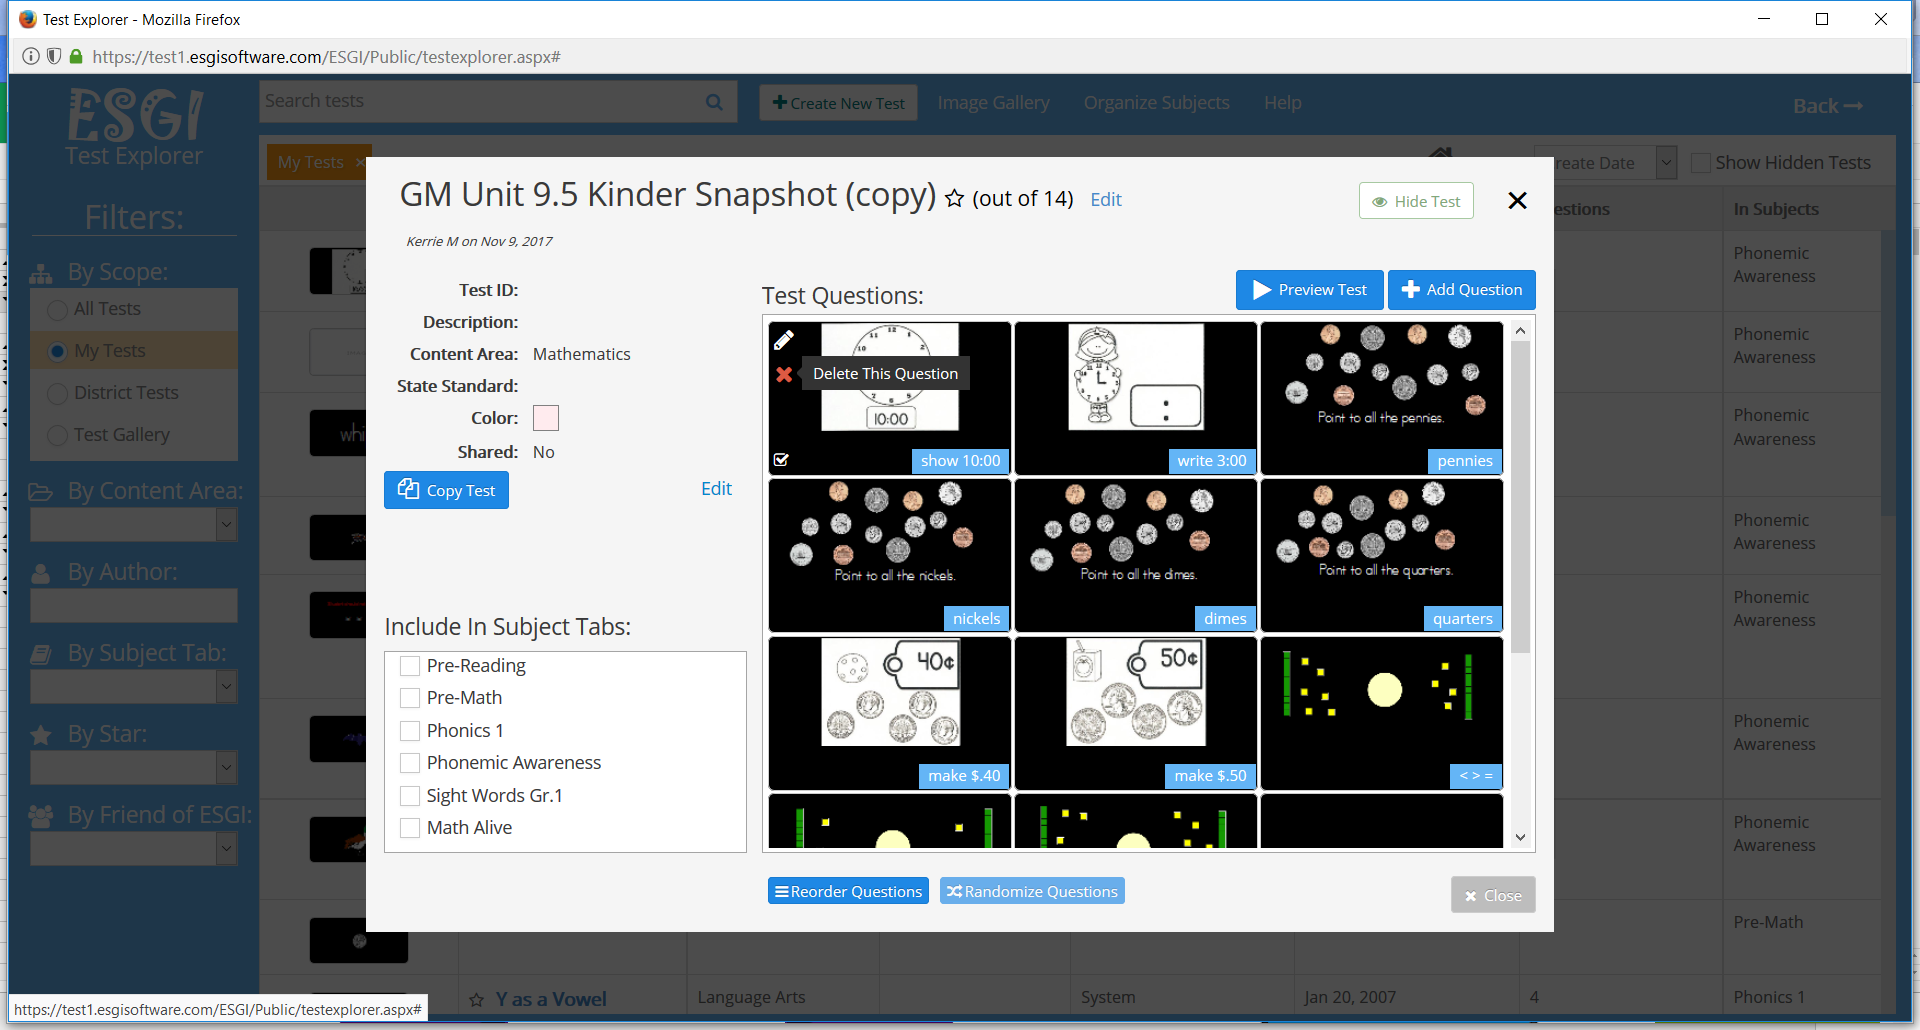 Test Explorer - Mozilla Firefox
https://test1.esgisoftware.com/ESGI/Public/testexplorer.aspx#
ESGI
Test Explorer
Search tests
Create New Test
Image Gallery
Organize Subjects
Help
Back
My Tests
reate Date
Show Hidden Tests
Filters:
By Scope:
All Tests
My Tests
District Tests
Test Gallery
By Content Area:
By Author:
By Subject Tab:
By Star:
By Friend of ESGI:
estions
In Subjects
Phonemic
Awareness
Phonemic
Awareness
Phonemic
Awareness
Phonemic
Awareness
Phonemic
Awareness
Phonemic
Awareness
Phonemic
Awareness
Pre-Math
Phonics 1
whi
GM Unit 9.5 Kinder Snapshot (copy) (out of 14) Edit
Hide Test
Kerrie M on Nov 9, 2017
Test ID:
Description:
Content Area: Mathematics
State Standard:
Color:
Shared: No
Copy Test
Edit
Include In Subject Tabs:
Pre-Reading
Pre-Math
Phonics 1
Phonemic Awareness
Sight Words Gr.1
Math Alive
Test Questions:
Preview Test
Add Question
Delete This Question
10:00
show 10:00
:
write 3:00
Point to all the pennies.
pennies
Point to all the nickels.
nickels
Point to all the dimes.
dimes
Point to all the quarters.
quarters
40¢
make $.40
50¢
make $.50
< > =
Reorder Questions
Randomize Questions
Close
Y as a Vowel
Language Arts
System
Jan 20, 2007
4
https://test1.esgisoftware.com/ESGI/Public/testexplorer.aspx#